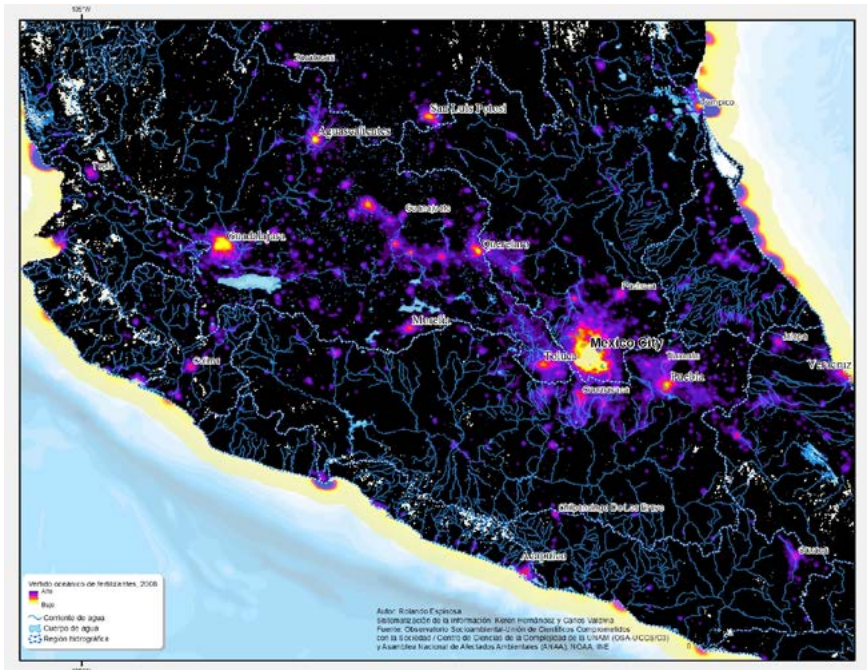 105°W
Zacatecas
San Luis Potosí
Tampico
Aguascalientes
Tepic
Guanajuato
Guadalajara
Queretaro
Pachuca
Morelia
Mexico City
Jalapa
Toluca
Tlaxcala
Veracruz
Colima
Puebla
Cuernavaca
Chilpancingo De Los Bravo
Oaxaca
Acapulco
Vertido oceánico de fertilizantes, 2008
Alto
Bajo
Corriente de agua
Cuerpo de agua
Región hidrográfica
Autor: Rolando Espinosa
Sistematización de la información: Keren Hernández y Carlos Valdivia
Fuente: Observatorio Socioambiental-Unión de Científicos Comprometidos
con la Sociedad / Centro de Ciencias de la Complejidad de la UNAM (OSA-UCCS/C3)
y Asamblea Nacional de Afectados Ambientales (ANAA), NOAA, INE